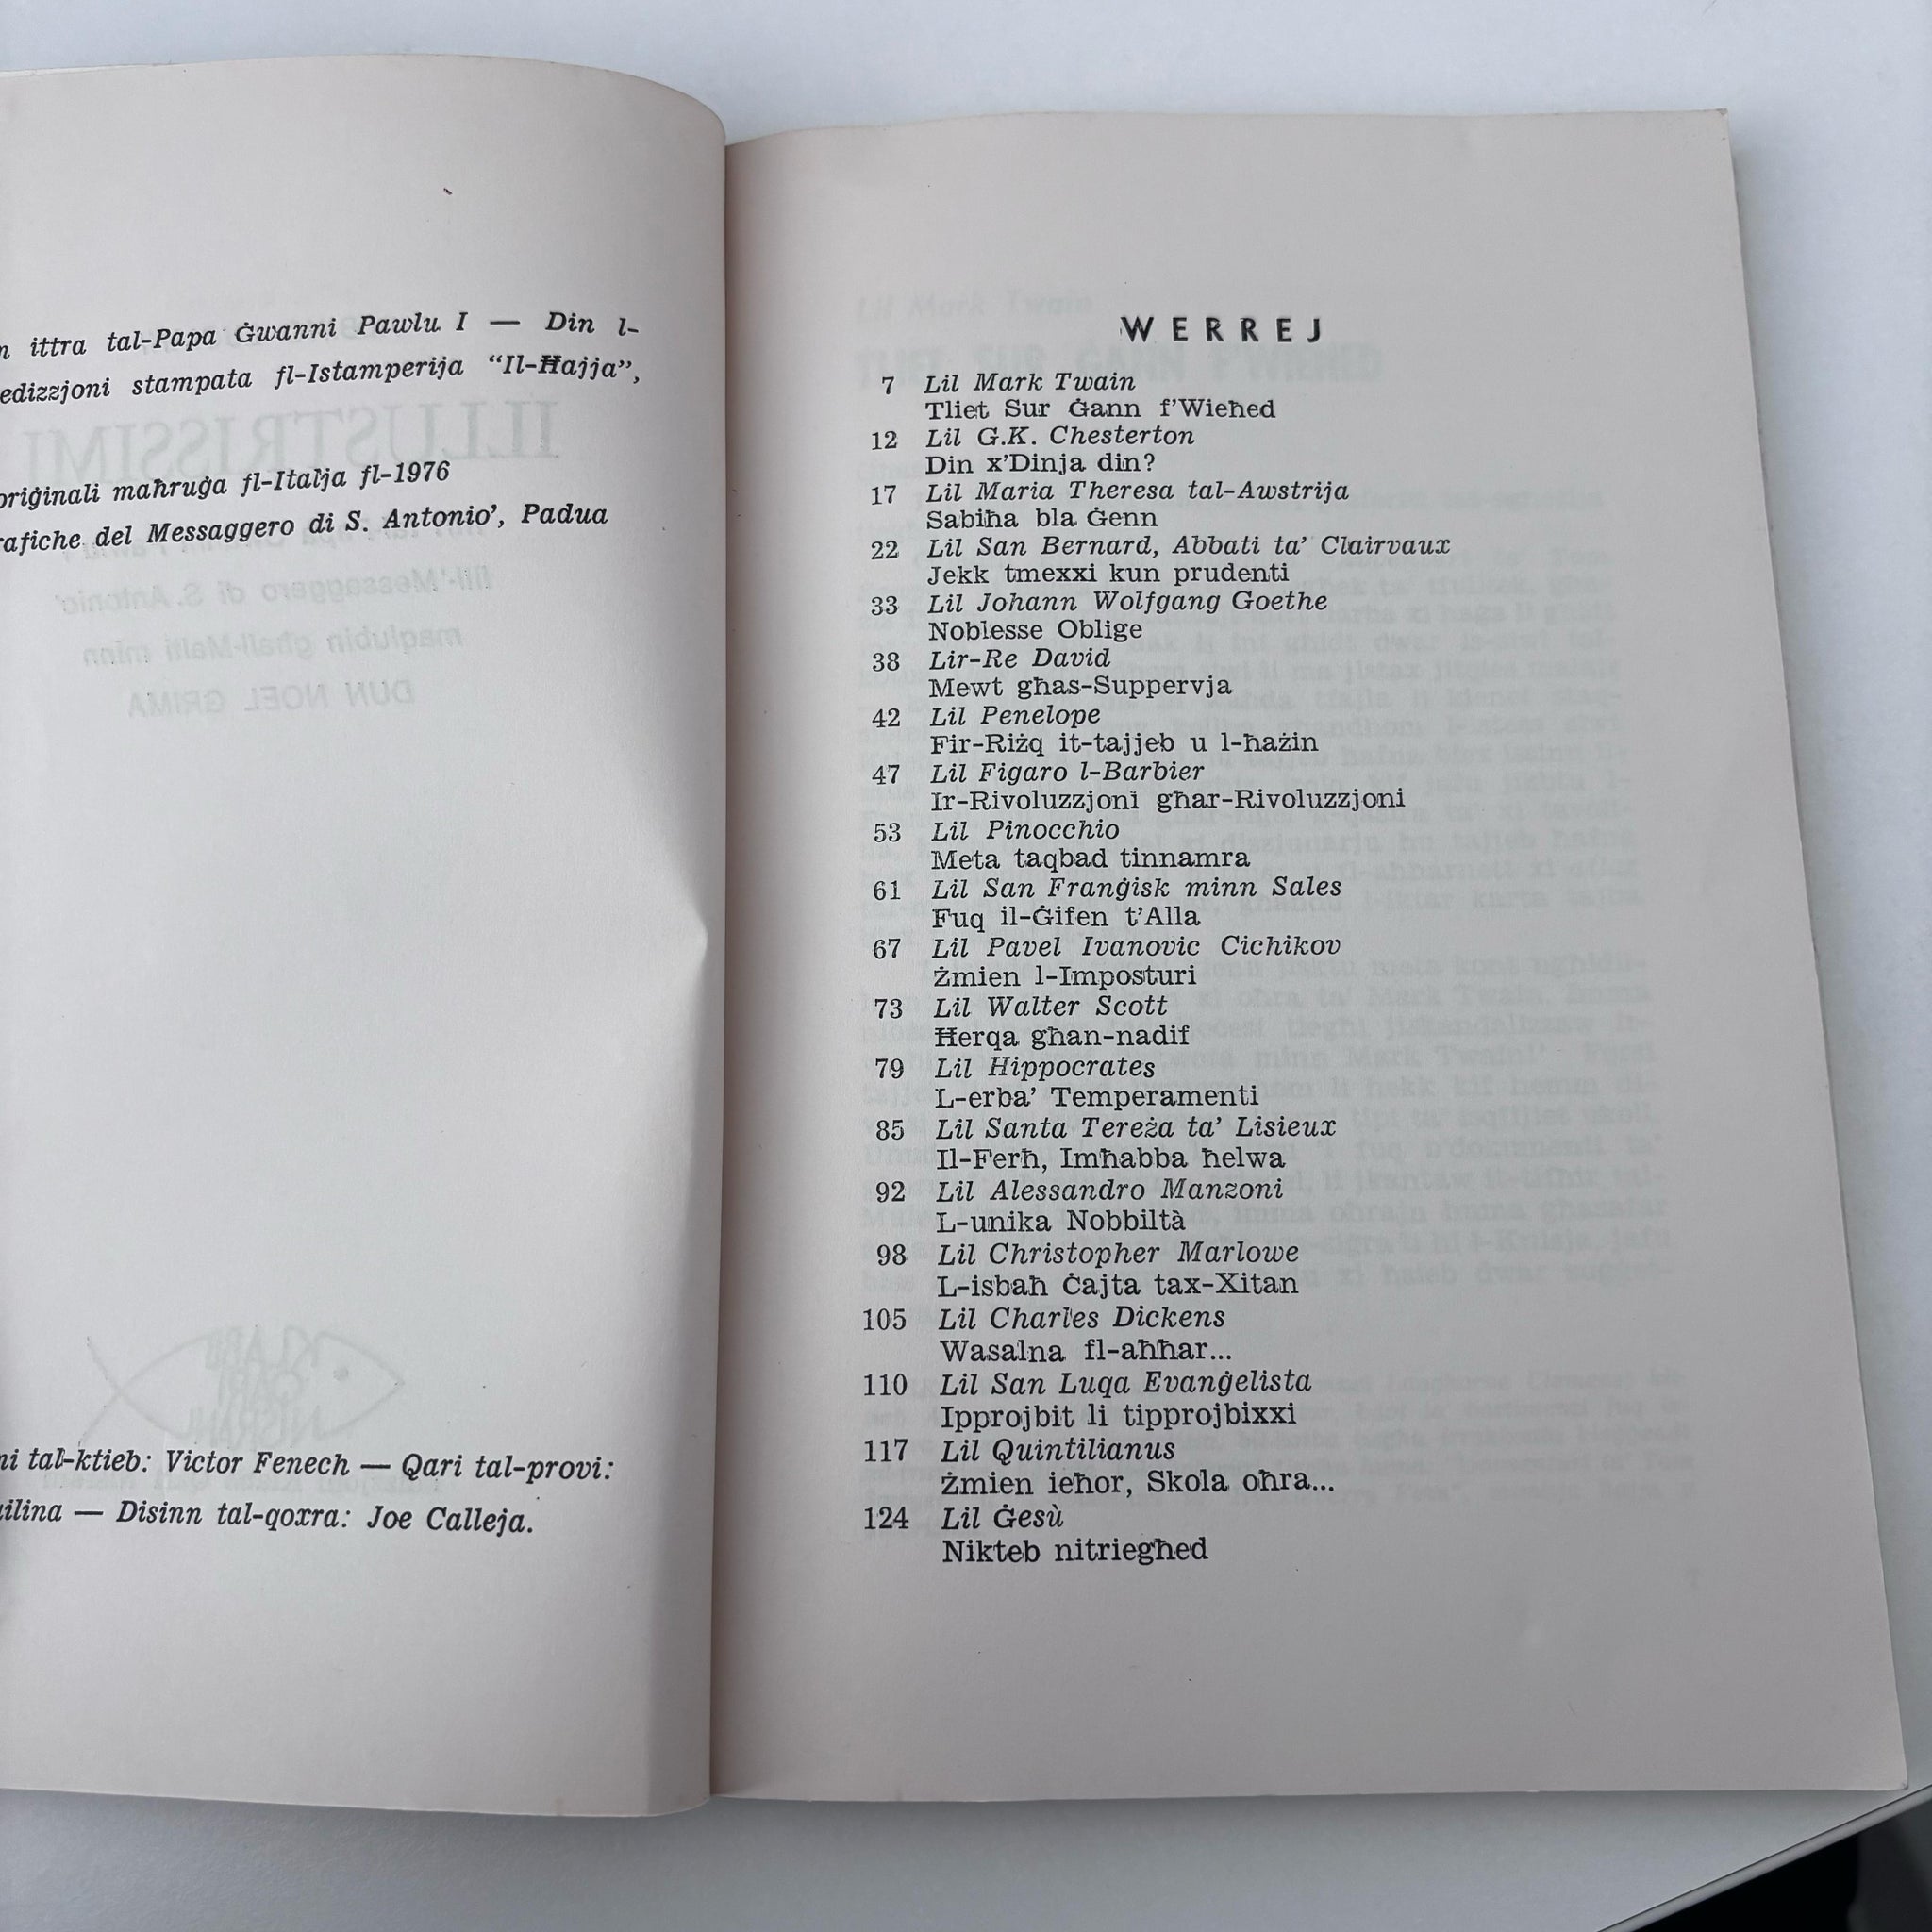 ittra tal-Papa Ġwanni Pawlu I — Din l-
edizzjoni stampata fl-Istamperija “Il-Ħajja”,
maħruġa fl-Italja fl-1976
del Messaggero di S. Antonio’, Padua
tal-ktieb: Victor Fenech — Qari tal-provi:
— Disinn tal-qoxra: Joe Calleja.
WERREJ
7 Lil Mark Twain
Tliet Sur Ġann f’Wieħed
12 Lil G.K. Chesterton
Din x’Dinja din?
17 Lil Maria Theresa tal-Awstrija
Sabiħa bla Ġenn
22 Lil San Bernard, Abbati ta’ Clairvaux
Jekk tmexxi kun prudenti
33 Lil Johann Wolfgang Goethe
Noblesse Oblige
38 Lir-Re David
Mewt għas-Suppervja
42 Lil Penelope
Fir-Riżq it-tajjeb u l-ħażin
47 Lil Figaro l-Barbier
Ir-Rivoluzzjoni għar-Rivoluzzjoni
53 Lil Pinocchio
Meta taqbad tinnamra
61 Lil San Franġisk minn Sales
Fuq il-Ġifen t’Alla
67 Lil Pavel Ivanovic Cichikov
Żmien l-Imposturi
73 Lil Walter Scott
Ħerqa għan-nadif
79 Lil Hippocrates
L-erba’ Temperamenti
85 Lil Santa Tereża ta’ Lisieux
Il-Ferħ, Imħabba ħelwa
92 Lil Alessandro Manzoni
L-unika Nobbiltà
98 Lil Christopher Marlowe
L-isbaħ Ċajta tax-Xitan
105 Lil Charles Dickens
Wasalna fl-aħħar...
110 Lil San Luqa Evanġelista
Ipprojbit li tipprojbixxi
117 Lil Quintilianus
Żmien ieħor, Skola oħra...
124 Lil Ġesù
Nikteb nitriegħed